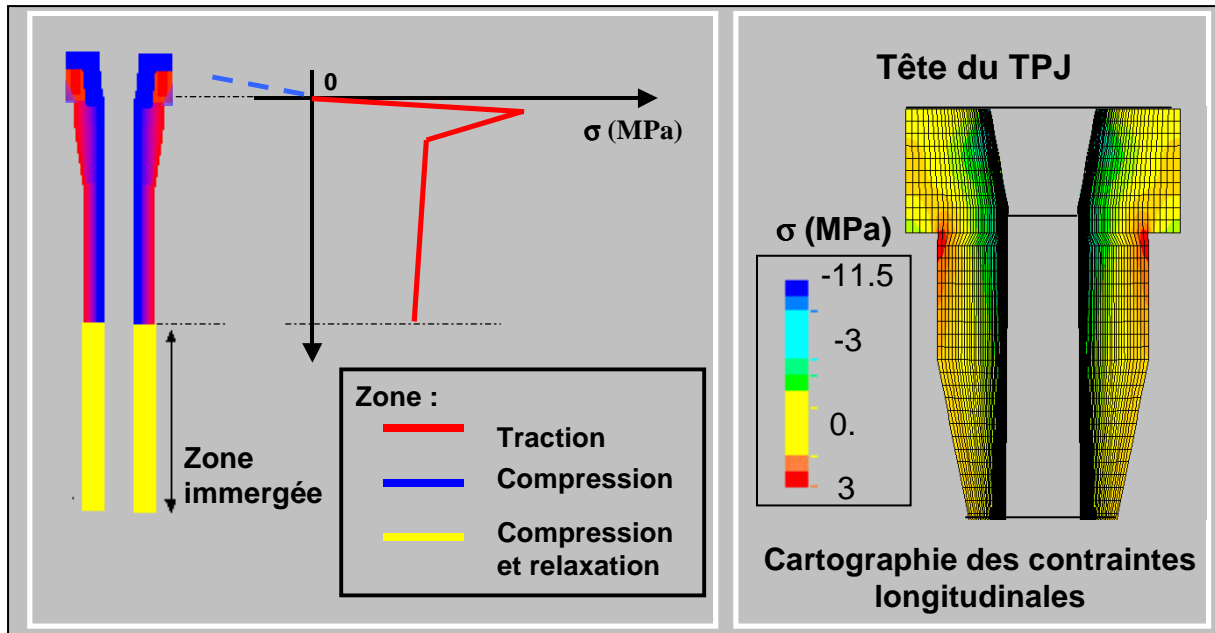 0
σ (MPa)
Zone
immergée
Zone :
Traction
Compression
Compression
et relaxation
Tête du TPJ
σ (MPa)
-11.5
-3
0.
3
Cartographie des contraintes
longitudinales